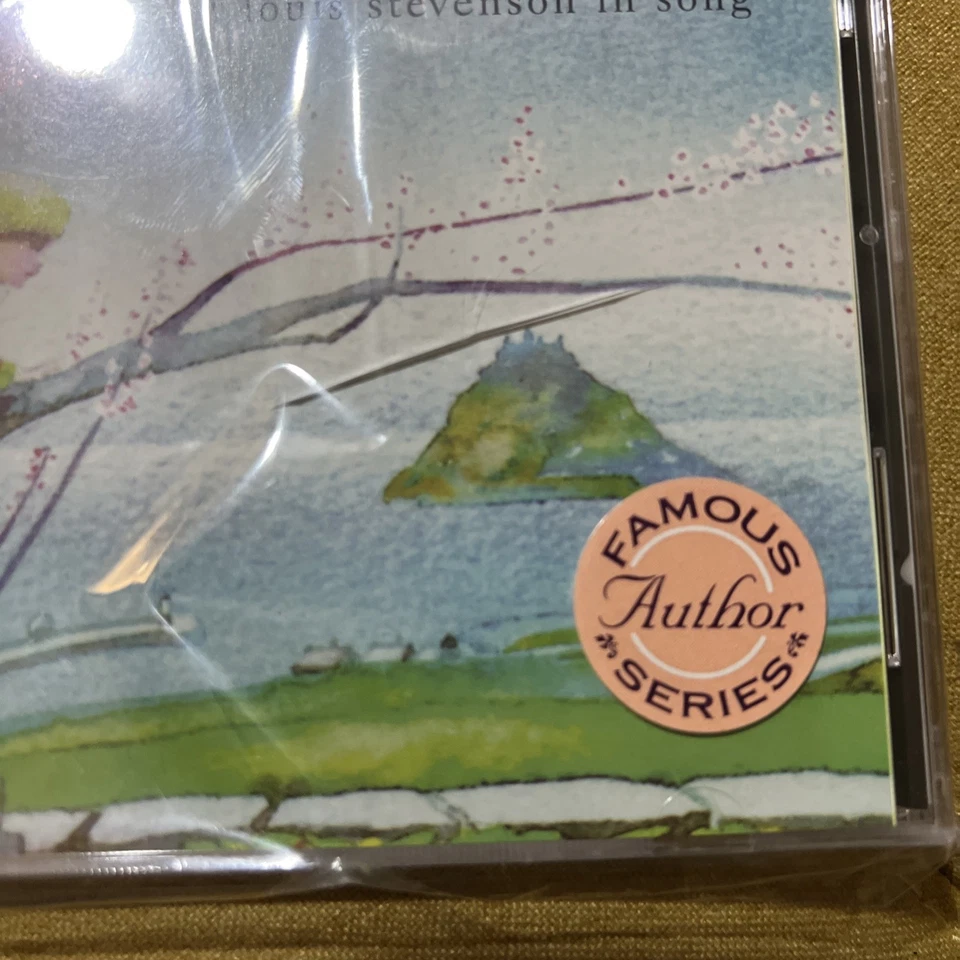 louis stevenson in song
FAMOUS
Author
SERIES